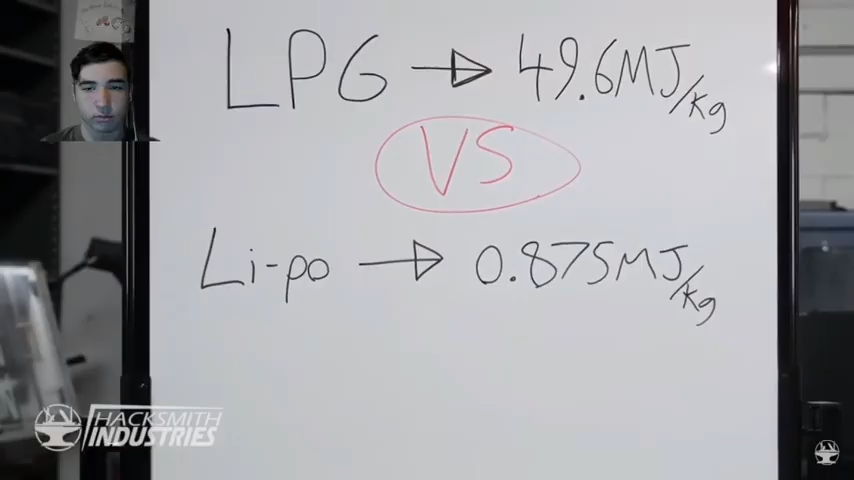 LPG → 49.6MJ/kg
VS
Li-po → 0.875MJ/kg
HACKSMITH
INDUSTRIES